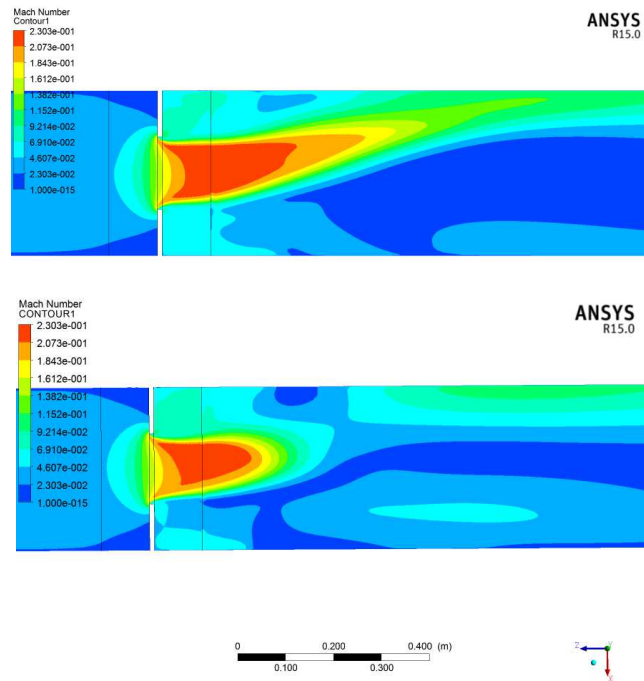 Mach Number
Contour1
2.303e-001
2.073e-001
1.843e-001
1.612e-001
1.382e-001
1.152e-001
9.214e-002
6.910e-002
4.607e-002
2.303e-002
1.000e-015
ANSYS
R15.0
Mach Number
CONTOUR1
2.303e-001
2.073e-001
1.843e-001
1.612e-001
1.382e-001
1.152e-001
9.214e-002
6.910e-002
4.607e-002
2.303e-002
1.000e-015
ANSYS
R15.0
0 0.200 0.400 (m)
0.100 0.300
Z Y
X